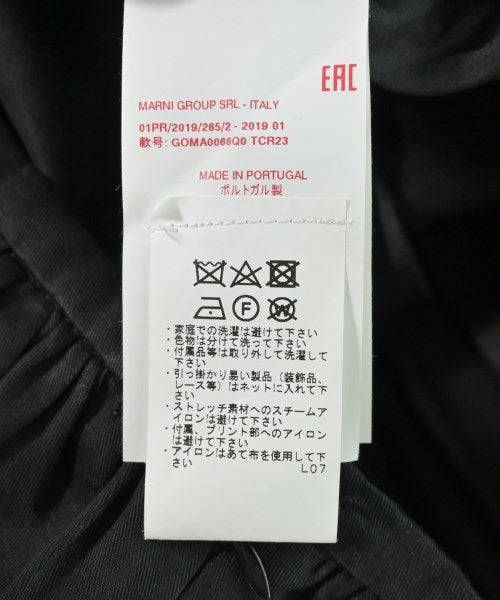 EAC
MARNI GROUP SRL - ITALY
01PR/2019/265/2 - 2019 01
款号: GOMA0066Q0 TCR23
MADE IN PORTUGAL
ポルトガル製
F
W
・家庭での洗濯は避けて下さい
・色物は分けて洗って下さい
・付属品等は取り外して洗濯して
下さい
・引っ掛かり易い製品（装飾品、
レース等）はネットに入れて下
さい
・ストレッチ素材へのスチームア
イロンは避けて下さい
・付属、プリント部へのアイロン
は避けて下さい
・アイロンはあて布を使用して下
さい
L07